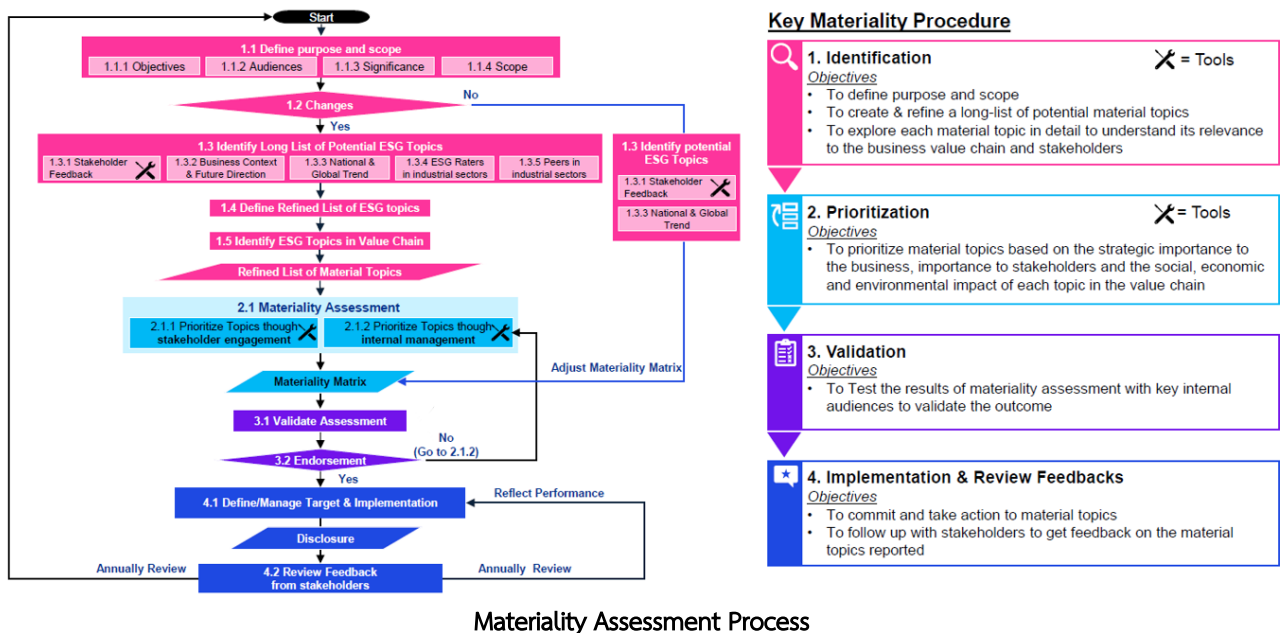 Start
1.1 Define purpose and scope
1.1.1 Objectives
1.1.2 Audiences
1.1.3 Significance
1.1.4 Scope
1.2 Changes
No
Yes
1.3 Identify Long List of Potential ESG Topics
1.3.1 Stakeholder
Feedback
1.3.2 Business Context
& Future Direction
1.3.3 National &
Global Trend
1.3.4 ESG Raters
in industrial sectors
1.3.5 Peers in
industrial sectors
1.3 Identify potential
ESG Topics
1.3.1 Stakeholder
Feedback
1.3.3 National & Global
Trend
1.4 Define Refined List of ESG topics
1.5 Identify ESG Topics in Value Chain
Refined List of Material Topics
2.1 Materiality Assessment
2.1.1 Prioritize Topics though
stakeholder engagement
2.1.2 Prioritize Topics though
internal management
Adjust Materiality Matrix
Materiality Matrix
3.1 Validate Assessment
No
(Go to 2.1.2)
3.2 Endorsement
Yes
4.1 Define/Manage Target & Implementation
Reflect Performance
Disclosure
Annually Review
4.2 Review Feedback
from stakeholders
Annually Review
Key Materiality Procedure
1. Identification
= Tools
Objectives
• To define purpose and scope
• To create & refine a long-list of potential material topics
• To explore each material topic in detail to understand its relevance
to the business value chain and stakeholders
2. Prioritization
= Tools
Objectives
• To prioritize material topics based on the strategic importance to
the business, importance to stakeholders and the social, economic
and environmental impact of each topic in the value chain
3. Validation
Objectives
• To Test the results of materiality assessment with key internal
audiences to validate the outcome
4. Implementation & Review Feedbacks
Objectives
• To commit and take action to material topics
• To follow up with stakeholders to get feedback on the material
topics reported
Materiality Assessment Process